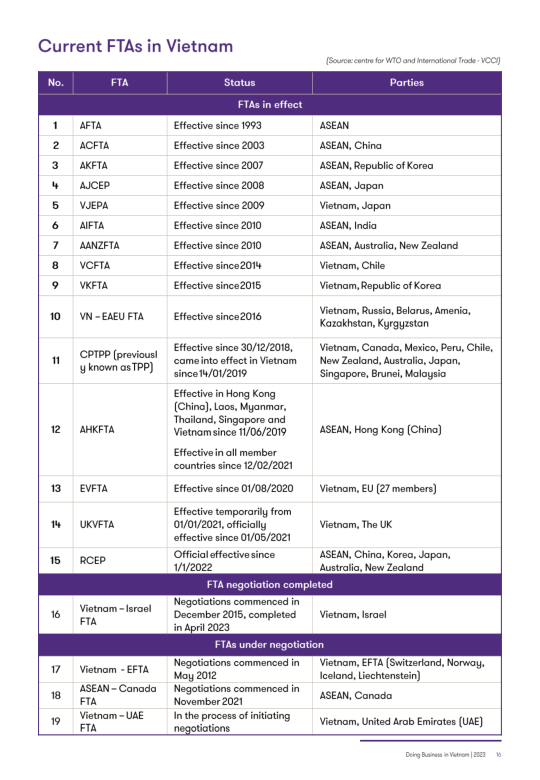 Current FTAs in Vietnam
(Source: centre for WTO and International Trade - VCCI)
No. FTA Status Parties
FTAs in effect
1 AFTA Effective since 1993 ASEAN
2 ACFTA Effective since 2003 ASEAN, China
3 AKFTA Effective since 2007 ASEAN, Republic of Korea
4 AJCEP Effective since 2008 ASEAN, Japan
5 VJEPA Effective since 2009 Vietnam, Japan
6 AIFTA Effective since 2010 ASEAN, India
7 AANZFTA Effective since 2010 ASEAN, Australia, New Zealand
8 VCFTA Effective since2014 Vietnam, Chile
9 VKFTA Effective since2015 Vietnam, Republic of Korea
10 VN – EAEU FTA Effective since2016 Vietnam, Russia, Belarus, Amenia,
Kazakhstan, Kyrgyzstan
11 CPTPP (previousl
y known as TPP) Effective since 30/12/2018,
came into effect in Vietnam
since14/01/2019 Vietnam, Canada, Mexico, Peru, Chile,
New Zealand, Australia, Japan,
Singapore, Brunei, Malaysia
12 AHKFTA Effective in Hong Kong
(China), Laos, Myanmar,
Thailand, Singapore and
Vietnam since 11/06/2019
Effective in all member
countries since 12/02/2021 ASEAN, Hong Kong (China)
13 EVFTA Effective since 01/08/2020 Vietnam, EU (27 members)
14 UKVFTA Effective temporarily from
01/01/2021, officially
effective since 01/05/2021 Vietnam, The UK
15 RCEP Official effective since
1/1/2022 ASEAN, China, Korea, Japan,
Australia, New Zealand
FTA negotiation completed
16 Vietnam – Israel
FTA Negotiations commenced in
December 2015, completed
in April 2023 Vietnam, Israel
FTAs under negotiation
17 Vietnam - EFTA Negotiations commenced in
May 2012 Vietnam, EFTA (Switzerland, Norway,
Iceland, Liechtenstein)
18 ASEAN – Canada
FTA Negotiations commenced in
November 2021 ASEAN, Canada
19 Vietnam – UAE
FTA In the process of initiating
negotiations Vietnam, United Arab Emirates (UAE)
Doing Business in Vietnam | 2023 16